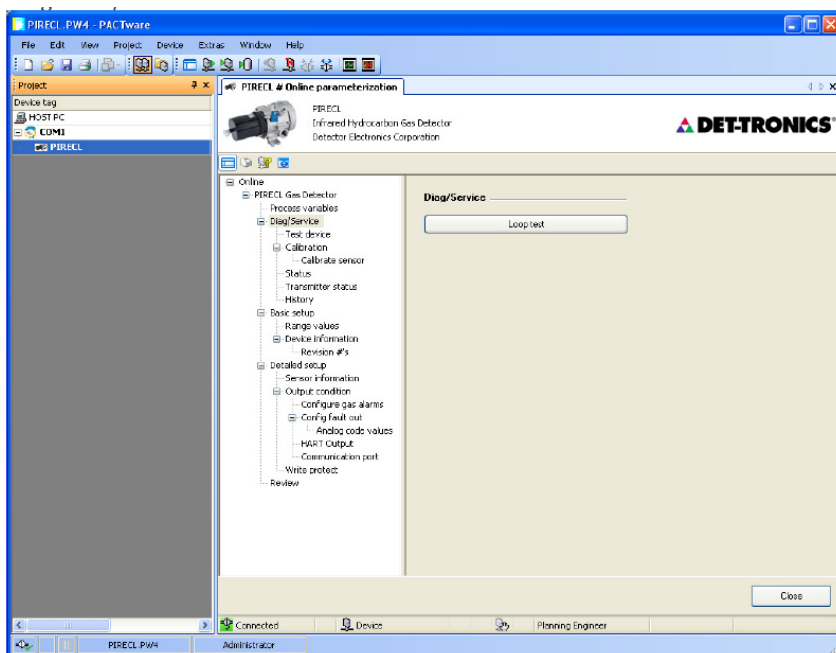 PIRECL.PW4 - PACTware
File Edit View Project Device Extras Window Help
Project
Device tag
HOST PC
COM1
PIRECL
PIRECL # Online parameterization
PIRECL
Infrared Hydrocarbon Gas Detector
Detector Electronics Corporation
DET-TRONICS
Online
PIRECL Gas Detector
Process variables
Diag/Service
Test device
Calibration
Calibrate sensor
Status
Transmitter status
History
Basic setup
Range values
Device information
Revision #'s
Detailed setup
Sensor information
Output condition
Configure gas alarms
Config fault out
Analog code values
HART Output
Communication port
Write protect
Review
Diag/Service
Loop test
Close
Connected Device Planning Engineer
PIRECL.PW4 Administrator